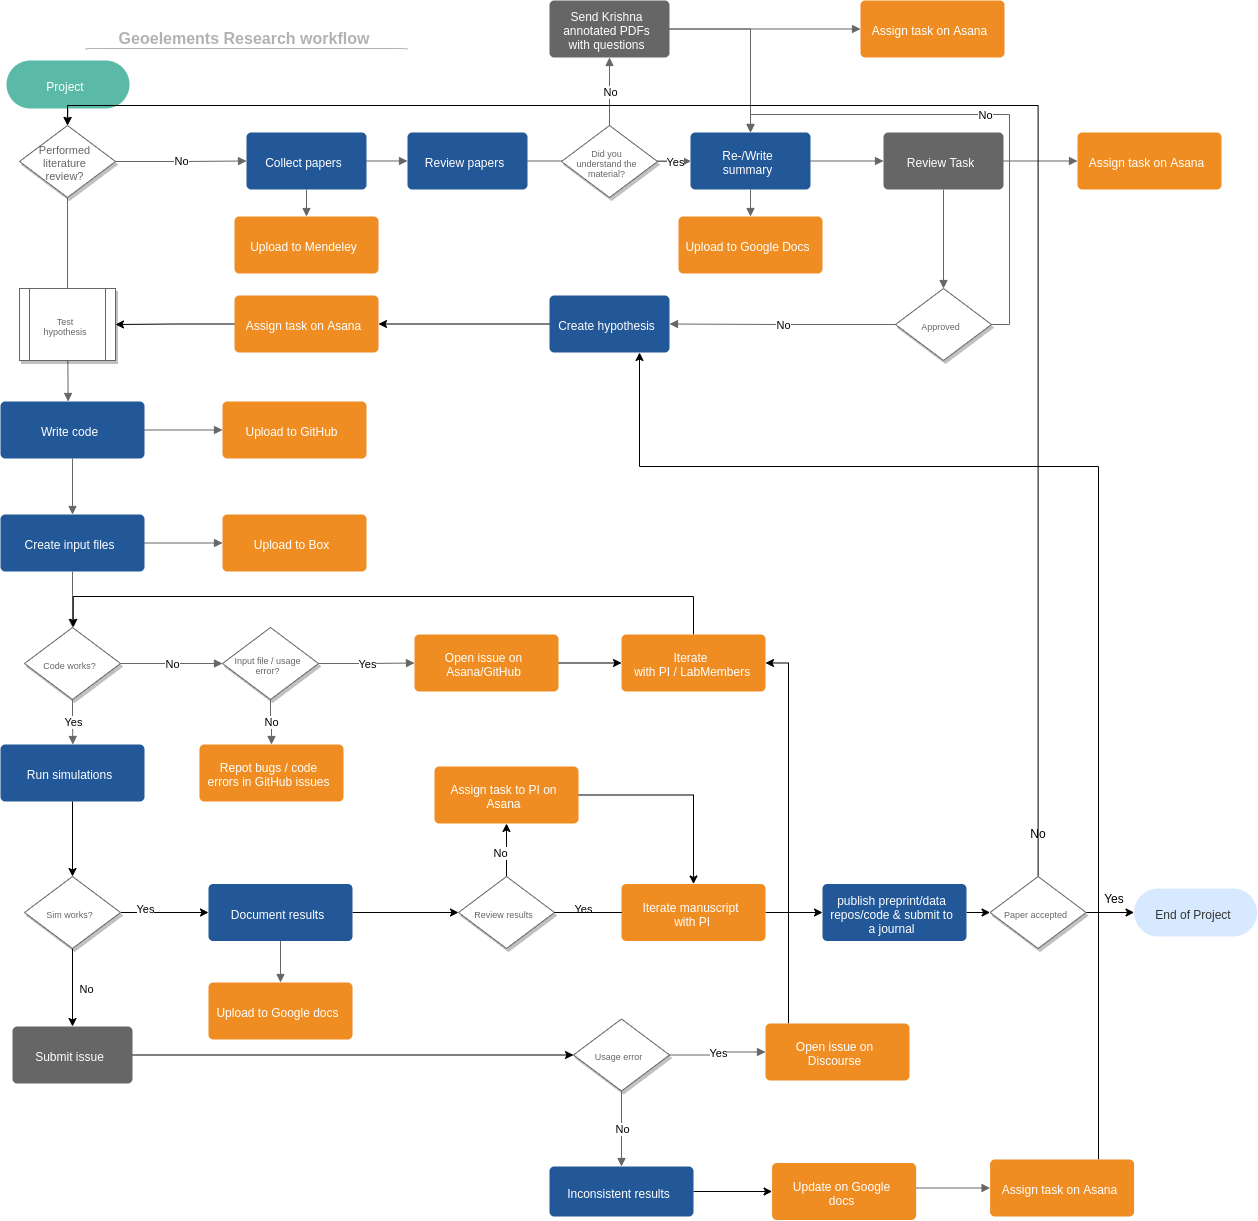 Geoelements Research workflow
Send Krishna
annotated PDFs
with questions
Assign task on Asana
Project
No
No
Performed
literature
review?
No
Collect papers
Review papers
Did you
understand the
material?
Yes
Re-/Write
summary
Review Task
Assign task on Asana
Upload to Mendeley
Upload to Google Docs
Test
hypothesis
Assign task on Asana
Create hypothesis
No
Approved
Write code
Upload to GitHub
Create input files
Upload to Box
Code works?
No
Input file / usage
error?
Yes
Open issue on
Asana/GitHub
Iterate
with PI / LabMembers
Yes
No
Run simulations
Repot bugs / code
errors in GitHub issues
Assign task to PI on
Asana
No
No
Sim works?
Yes
Document results
Review results
Yes
Iterate manuscript
with PI
publish preprint/data
repos/code & submit to
a journal
Paper accepted
Yes
End of Project
No
Upload to Google docs
Submit issue
Usage error
Yes
Open issue on
Discourse
No
Inconsistent results
Update on Google
docs
Assign task on Asana